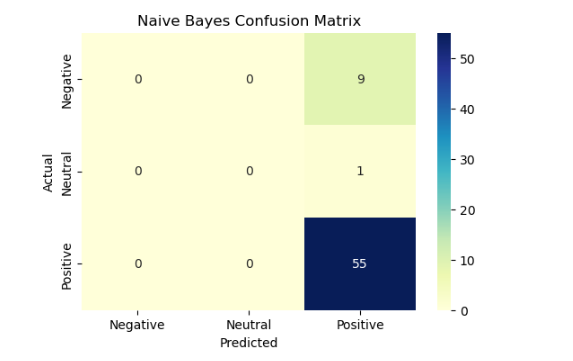 Naive Bayes Confusion Matrix
Negative 0 0 9
Actual
Neutral 0 0 1
Positive 0 0 55
Negative Neutral Positive
Predicted
50
40
30
20
10
0